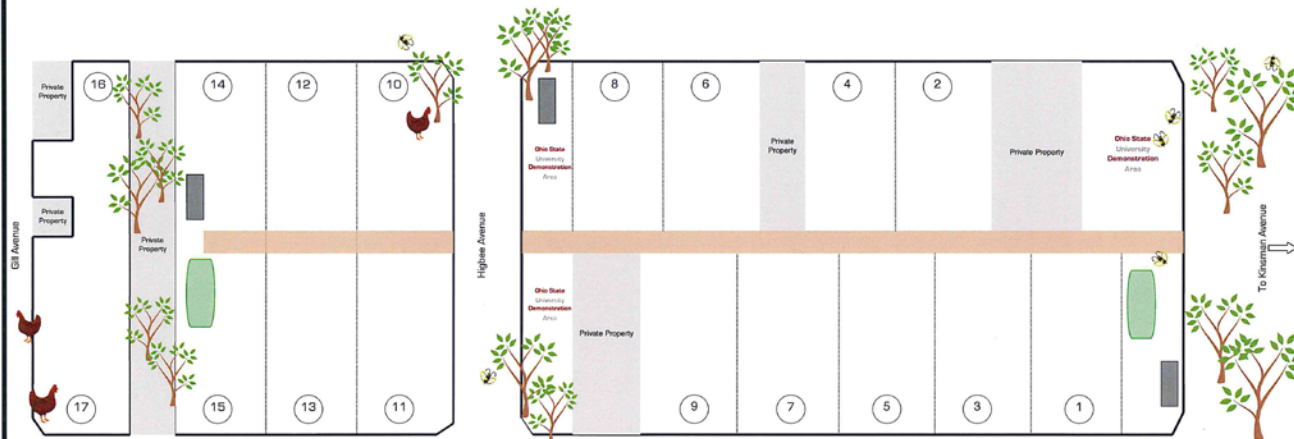 Private
Property
16
14
12
10
8
6
Private
Property
4
2
Private Property
Ohio State
University
Demonstration
Area
Ohio State
University
Demonstration
Area
Private
Property
Private
Property
Gill Avenue
Higbee Avenue
To Kinsman Avenue
Ohio State
University
Demonstration
Area
Private Property
17
15
13
11
9
7
5
3
1